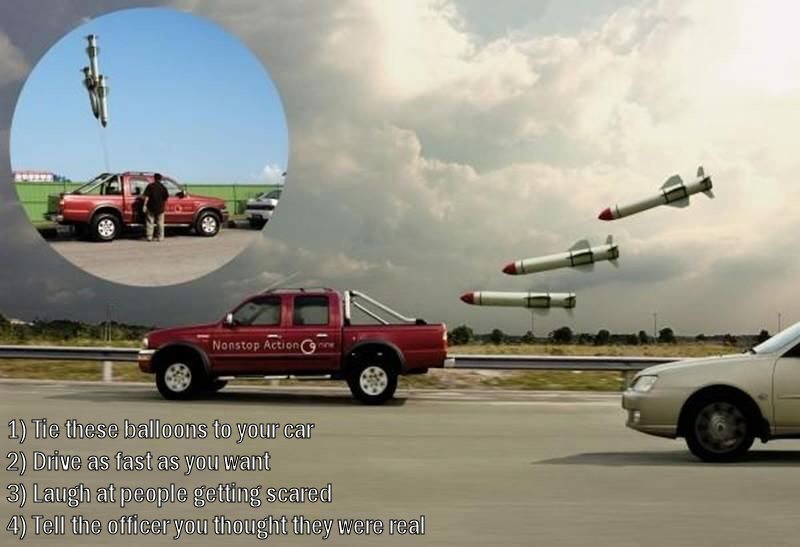 Nonstop Action nine
1) Tie these balloons to your car
2) Drive as fast as you want
3) Laugh at people getting scared
4) Tell the officer you thought they were real